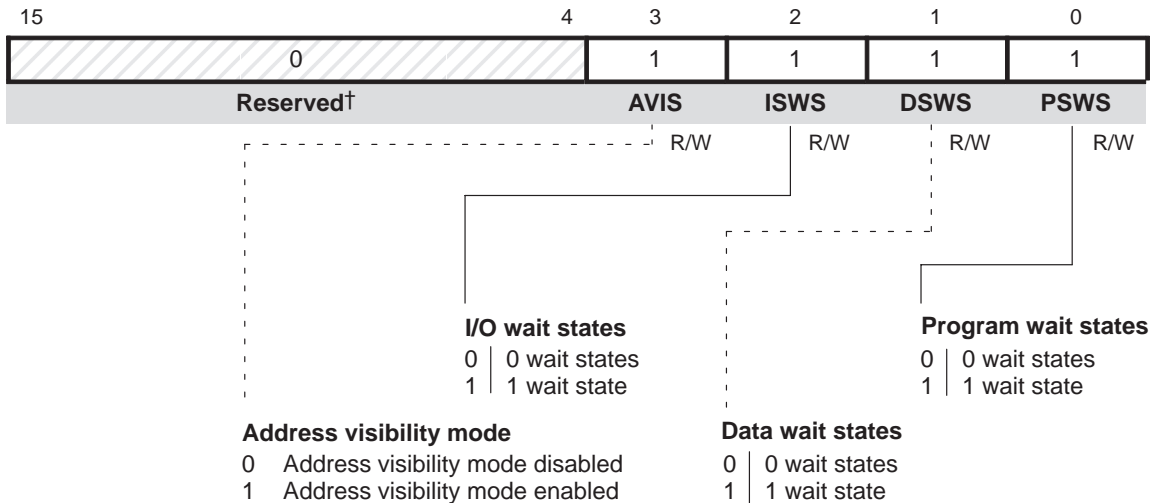 15 4 3 2 1 0
0 1 1 1 1
Reserved† AVIS ISWS DSWS PSWS
R/W R/W R/W R/W
I/O wait states
0 0 wait states
1 1 wait state
Program wait states
0 0 wait states
1 1 wait state
Address visibility mode
0 Address visibility mode disabled
1 Address visibility mode enabled
Data wait states
0 0 wait states
1 1 wait state